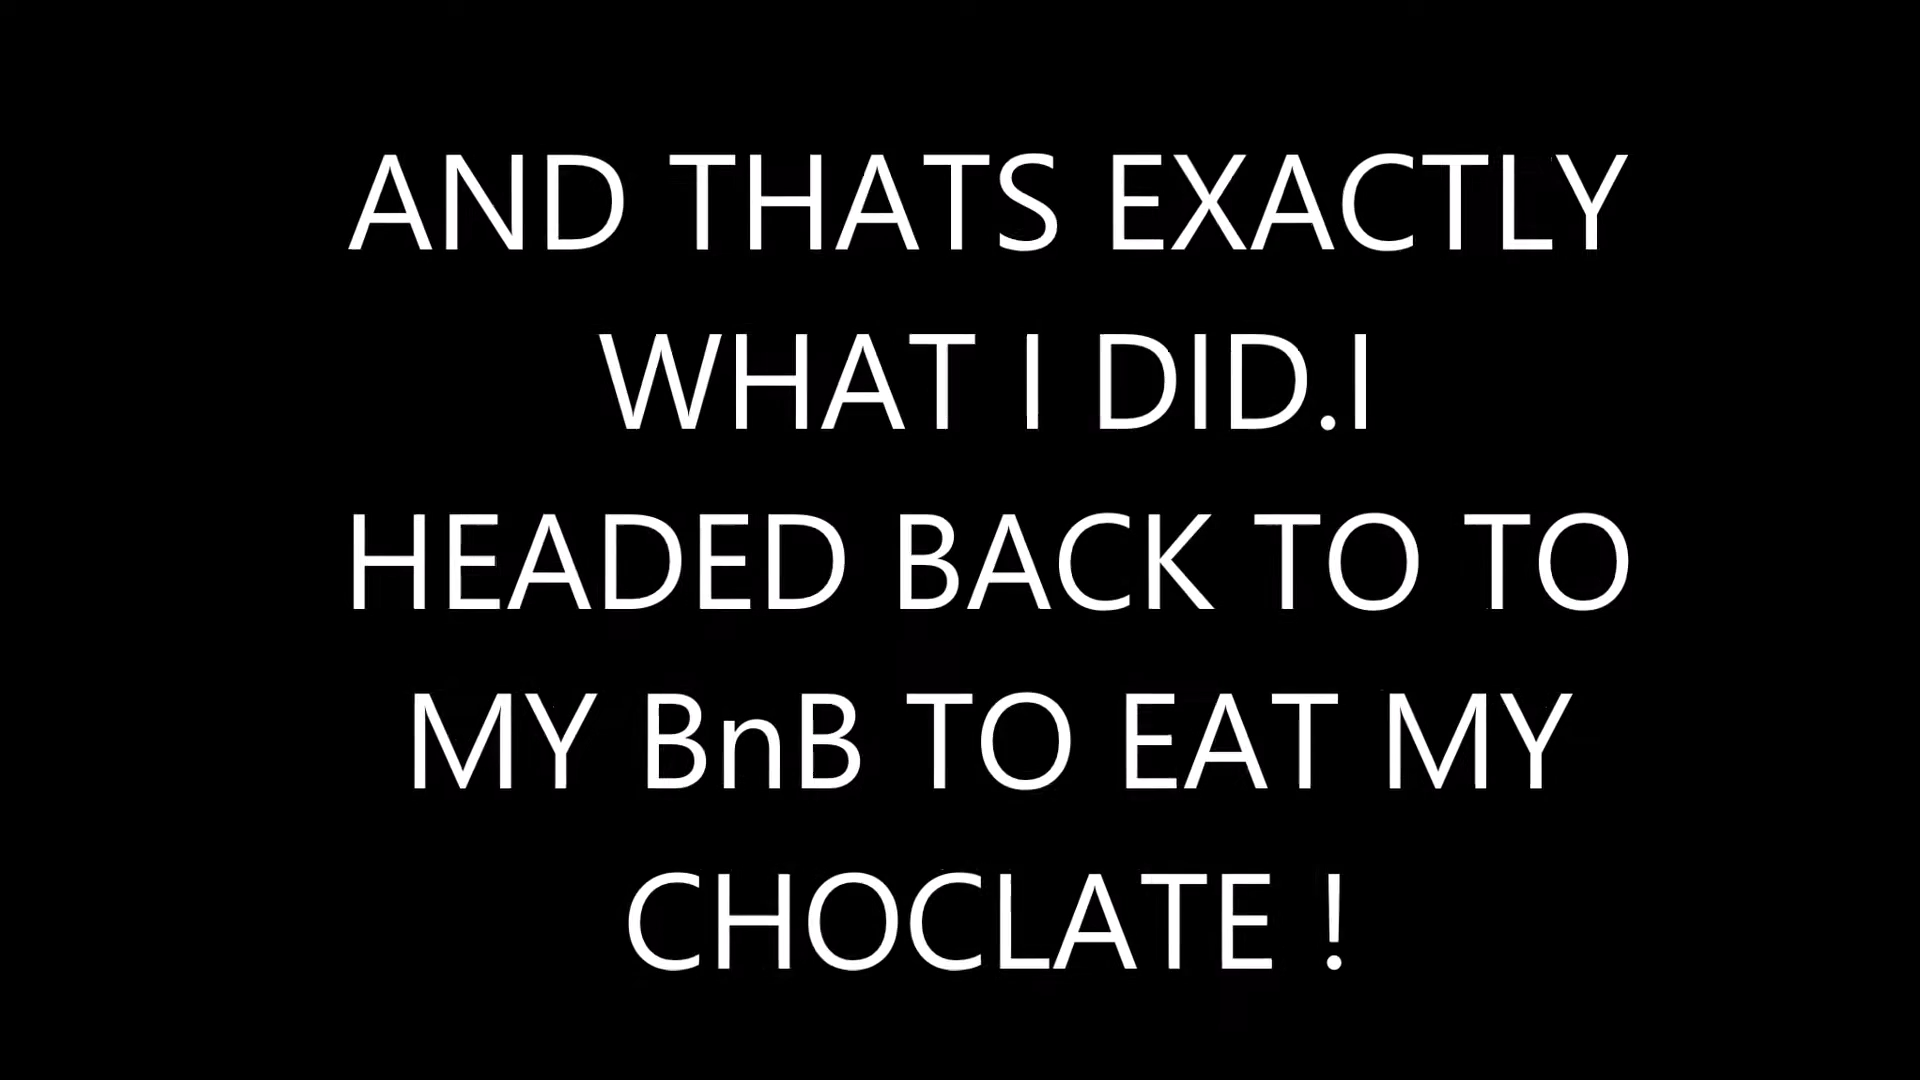 AND THATS EXACTLY
WHAT I DID.I
HEADED BACK TO TO
MY BnB TO EAT MY
CHOCLATE !